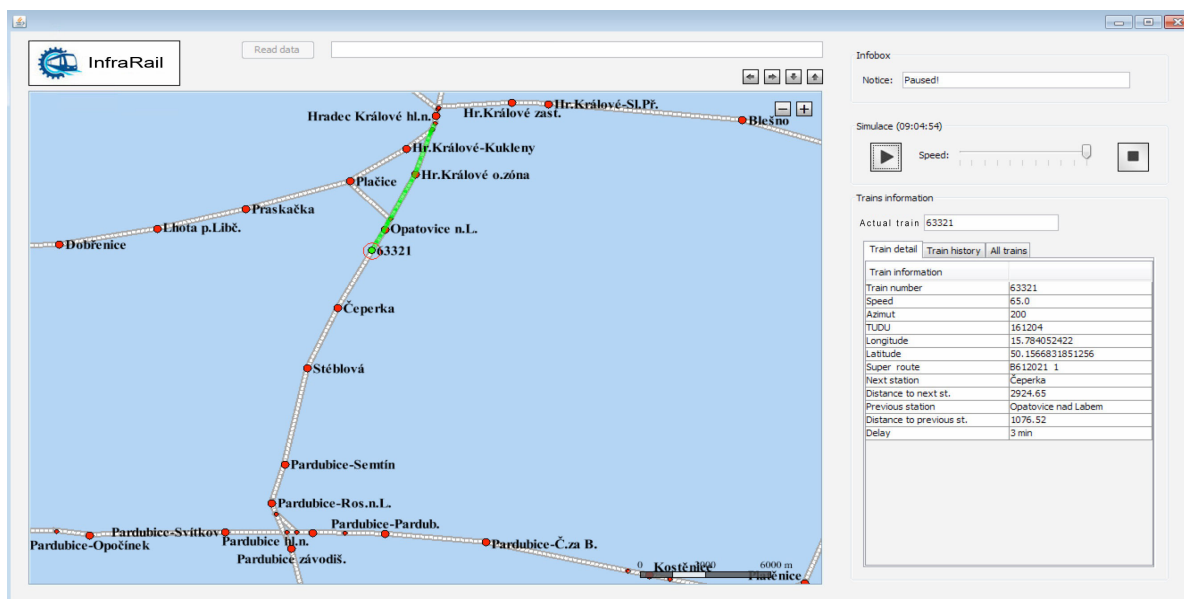 InfraRail
Read data
Infobox
Notice: Paused!
Simulace (09:04:54)
Speed:
Trains information
Actual train 63321
Train detail Train history All trains
Train information
Train number 63321
Speed 65.0
Azimut 200
TUDU 161204
Longitude 15.784052422
Latitude 50.1566831851256
Super route B612021 1
Next station Čeperka
Distance to next st. 2924.65
Previous station Opatovice nad Labem
Distance to previous st. 1076.52
Delay 3 min
Hradec Králové hl.n.
Hr.Králové zast.
Hr.Králové-Sl.Př.
Blešno
Hr.Králové-Kukleny
Plačice
Hr.Králové o.zóna
Praskačka
Lhota p.Libč.
Opatovice n.L.
Dobřenice
63321
Čeperka
Stéblová
Pardubice-Semtín
Pardubice-Ros.n.L.
Pardubice-Svítkov
Pardubice-Pardub.
Pardubice-Opočínek
Pardubice hl.n.
Pardubice-Č.za B.
Pardubice závodiš.
Kostěnice
0 3000 6000 m
Platěnice